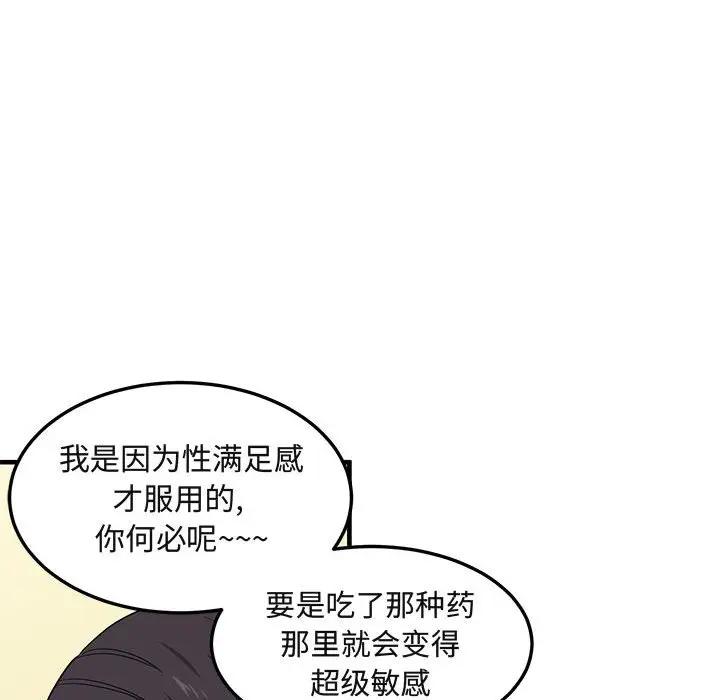 我是因为性满足感
才服用的,
你何必呢~~~
要是吃了那种药
那里就会变得
超级敏感